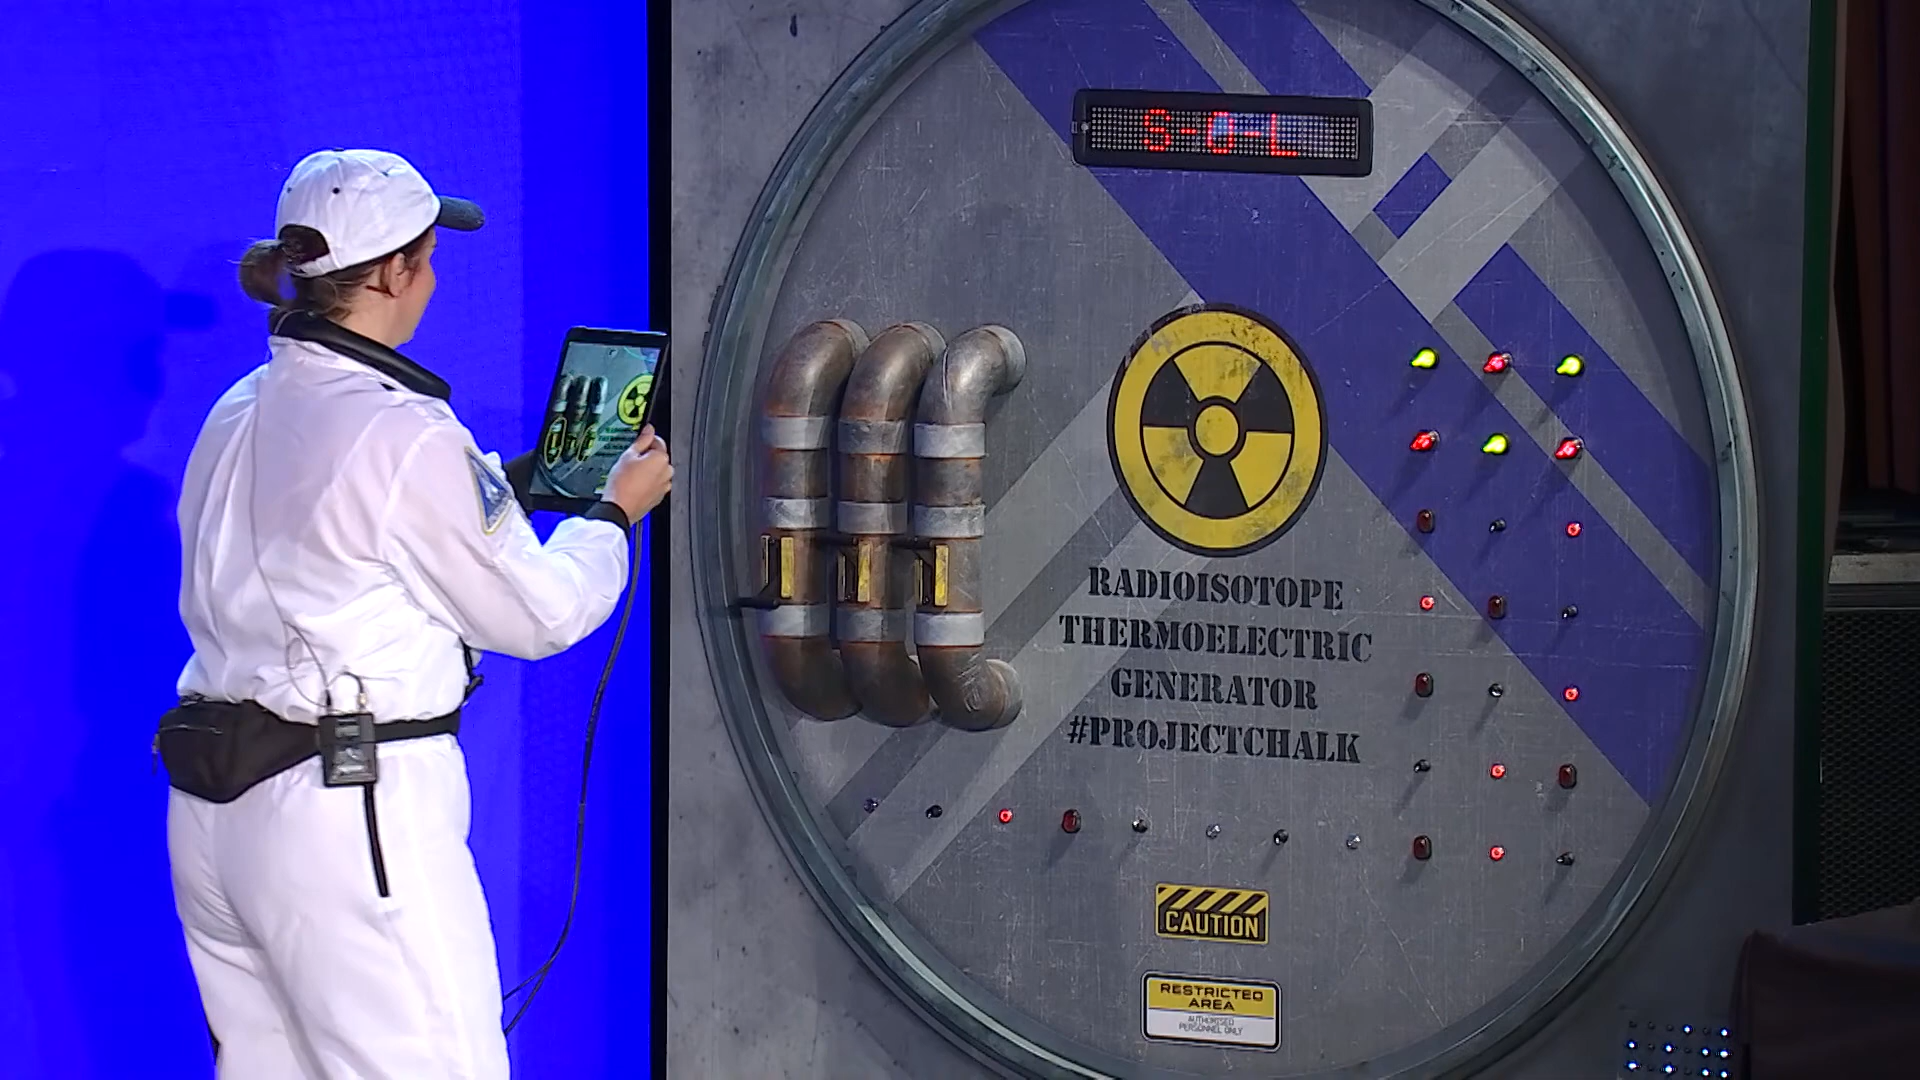 S-O-L
RADIOISOTOPE
THERMOELECTRIC
GENERATOR
#PROJECTCHALK
CAUTION
RESTRICTED
AREA
AUTHORISED
PERSONNEL ONLY